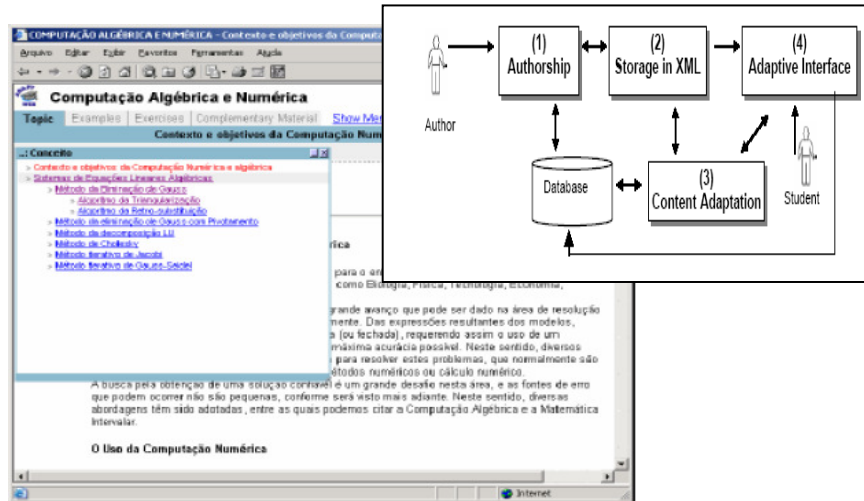 COMPUTAÇÃO ALGÉBRICA E NUMÉRICA - Contexto e objetivos da Computa
Arquivo Editar Exibir Favoritos Ferramentas Ajuda
Computação Algébrica e Numérica
Topic Examples Exercises Complementary Material Show Men
Contexto e objetivos da Computação Num
..: Conceito
» Contexto e objetivos da Computação Numérica e algébrica
» Sistemas de Equações Lineares Algébricas
» Método da Eliminação de Gauss
» Algoritmo da Triangularização
» Algoritmo da Retro-substituição
» Método da eliminação de Gauss com Pivotamento
» Método da decomposição LU
» Método de Cholesky
» Método Iterativo de Jacobi
» Método Iterativo de Gauss-Seidel
rica
para o en
como Biologia, Física, Tecnologia, Economia,
grande avanço que pode ser dado na área de resolução
mente. Das expressões resultantes dos modelos,
a (ou fechada), requerendo assim o uso de um
máxima acurácia possível. Neste sentido, diversos
para resolver estes problemas, que normalmente são
étodos numéricos ou cálculo numérico.
A busca pela obtenção de uma solução confiável é um grande desafio nesta área, e as fontes de erro
que podem ocorrer não são pequenas, conforme será visto mais adiante. Neste sentido, diversas
abordagens têm sido adotadas, entre as quais podemos citar a Computação Algébrica e a Matemática
Intervalar.
O Uso da Computação Numérica
Internet
(1)
Authorship
(2)
Storage in XML
(4)
Adaptive Interface
Author
Database
(3)
Content Adaptation
Student